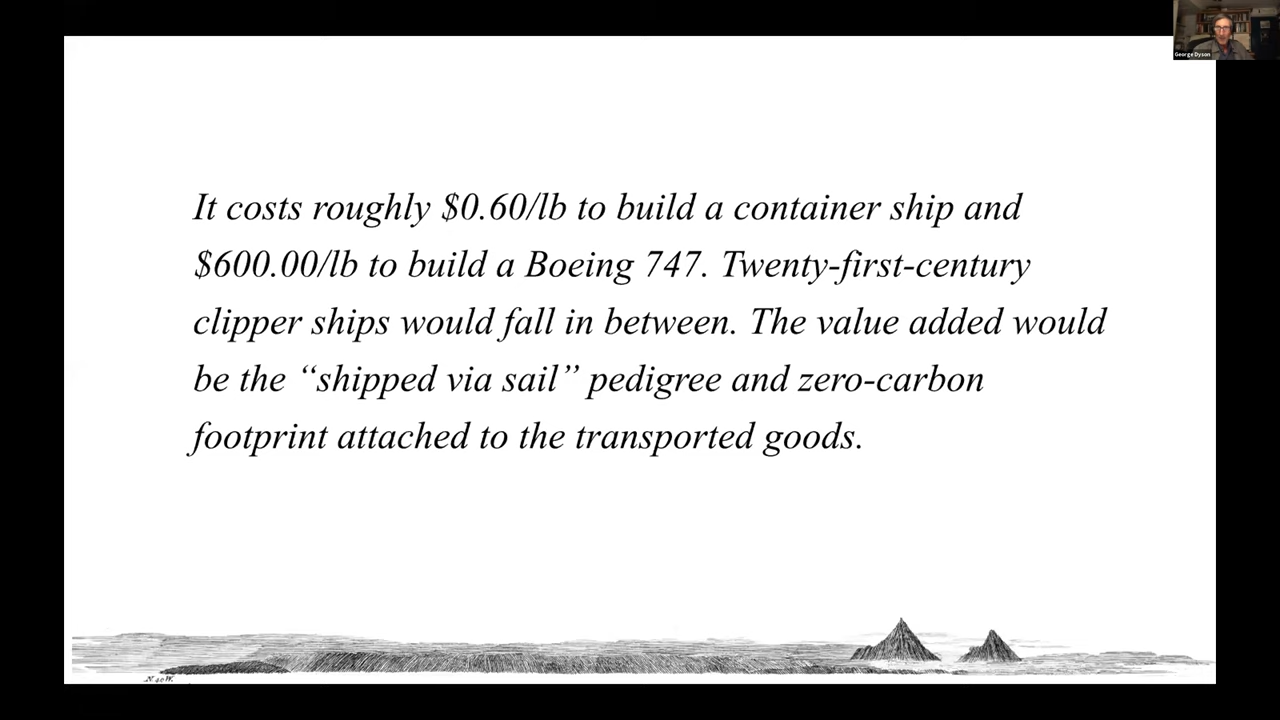 George Dyson
It costs roughly $0.60/lb to build a container ship and
$600.00/lb to build a Boeing 747. Twenty-first-century
clipper ships would fall in between. The value added would
be the “shipped via sail” pedigree and zero-carbon
footprint attached to the transported goods.